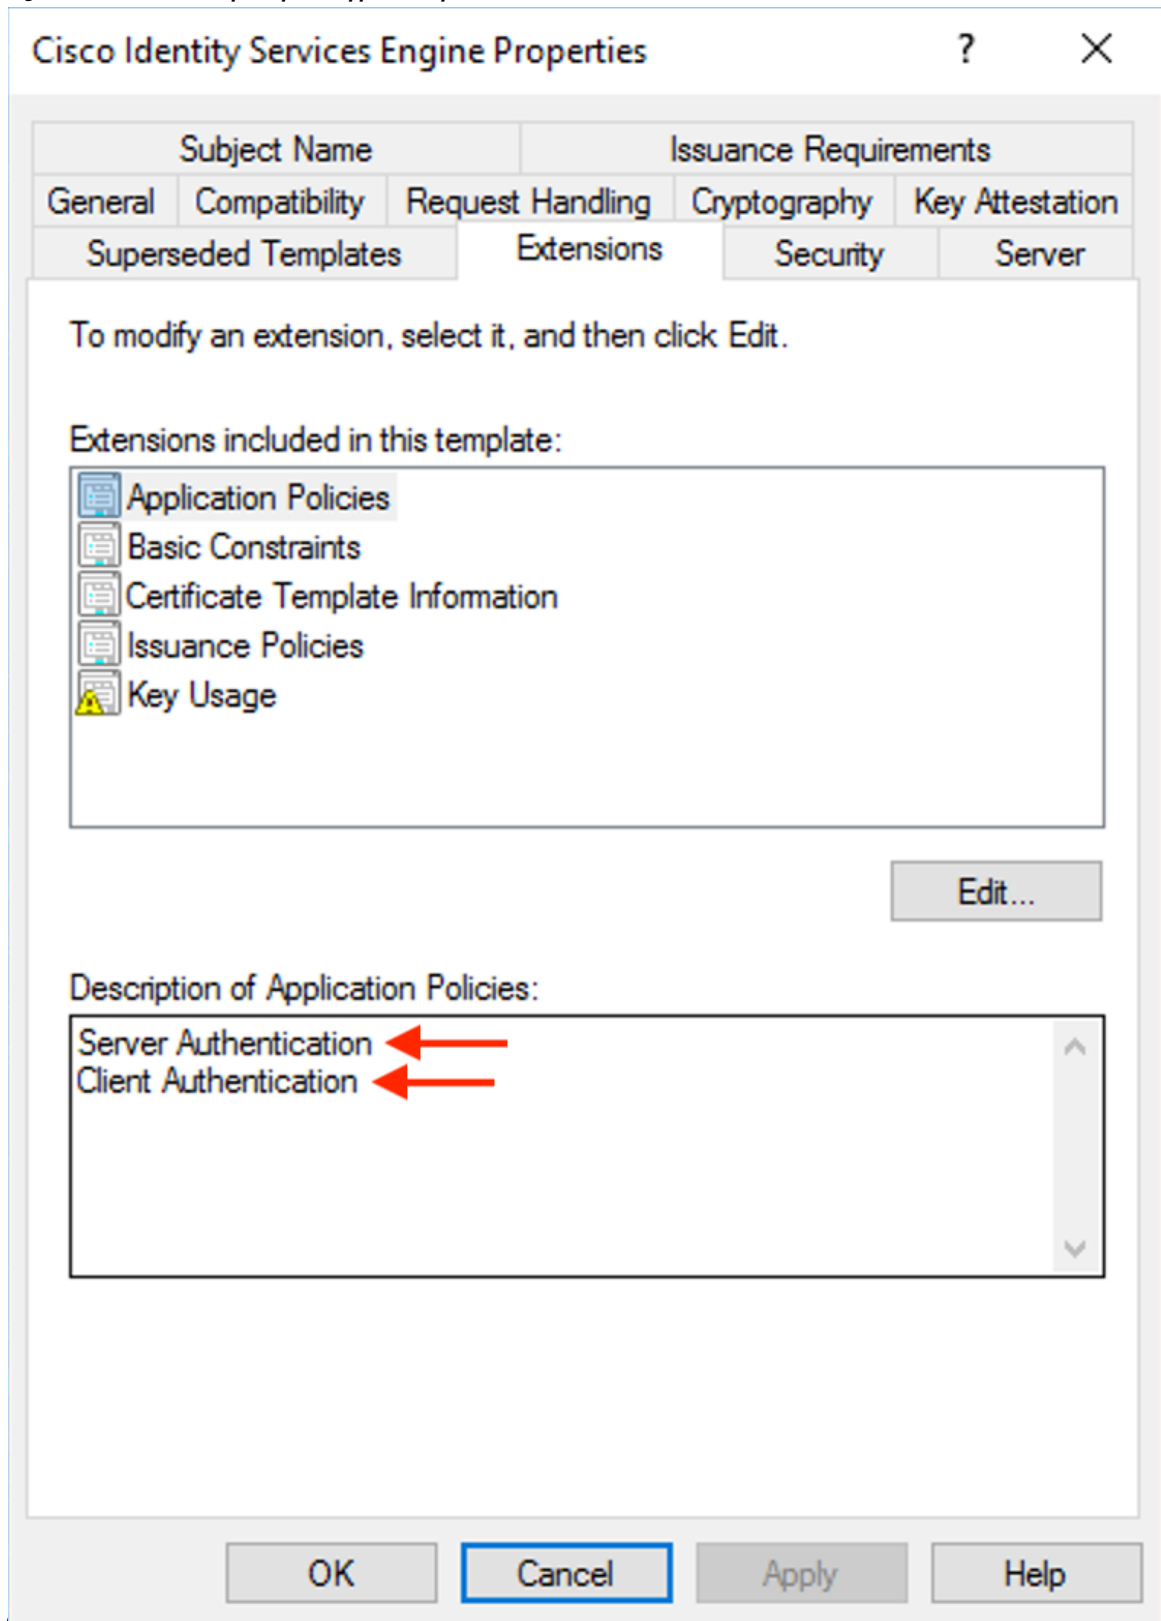 Cisco Identity Services Engine Properties
?
Subject Name
Issuance Requirements
General
Compatibility
Request Handling
Cryptography
Key Attestation
Superseded Templates
Extensions
Security
Server
To modify an extension, select it, and then click Edit.
Extensions included in this template:
Application Policies
Basic Constraints
Certificate Template Information
Issuance Policies
Key Usage
Edit...
Description of Application Policies:
Server Authentication
Client Authentication
OK
Cancel
Apply
Help